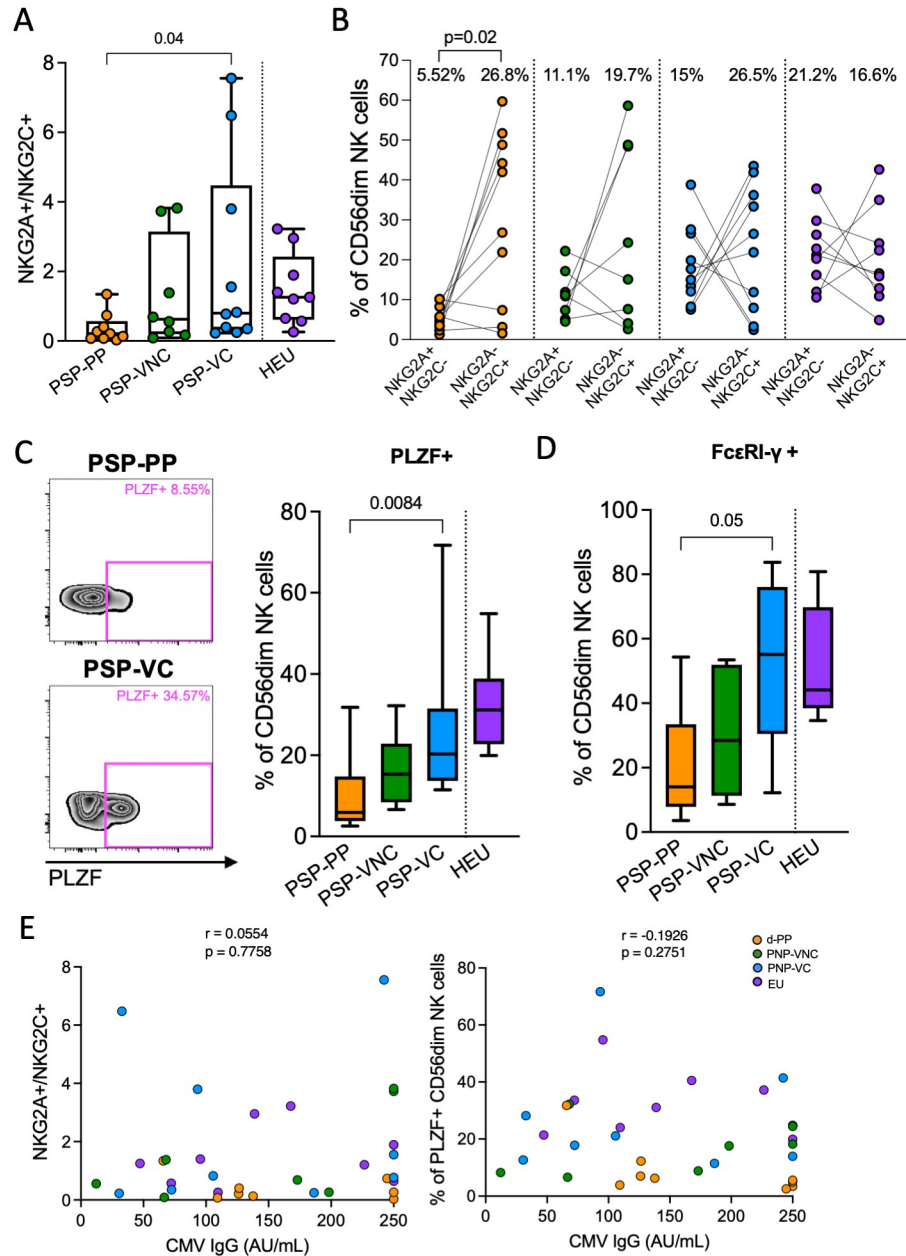 A
0.04
NKG2A+/NKG2C+
8
6
4
2
0
PSP-PP
PSP-VNC
PSP-VC
HEU
B
p=0.02
% of CD56dim NK cells
70
60
50
40
30
20
10
0
5.52%
26.8%
11.1%
19.7%
15%
26.5%
21.2%
16.6%
NKG2A+
NKG2C-
NKG2A-
NKG2C+
NKG2A+
NKG2C-
NKG2A-
NKG2C+
NKG2A+
NKG2C-
NKG2A-
NKG2C+
NKG2A+
NKG2C-
NKG2A-
NKG2C+
C
PSP-PP
PLZF+ 8.55%
PSP-VC
PLZF+ 34.57%
PLZF
PLZF+
0.0084
% of CD56dim NK cells
80
60
40
20
0
PSP-PP
PSP-VNC
PSP-VC
HEU
D
FcεRI-γ +
0.05
% of CD56dim NK cells
100
80
60
40
20
0
PSP-PP
PSP-VNC
PSP-VC
HEU
E
r = 0.0554
p = 0.7758
NKG2A+/NKG2C+
8
6
4
2
0
0
50
100
150
200
250
CMV IgG (AU/mL)
r = -0.1926
p = 0.2751
d-PP
PNP-VNC
PNP-VC
EU
% of PLZF+ CD56dim NK cells
80
60
40
20
0
0
50
100
150
200
250
CMV IgG (AU/mL)